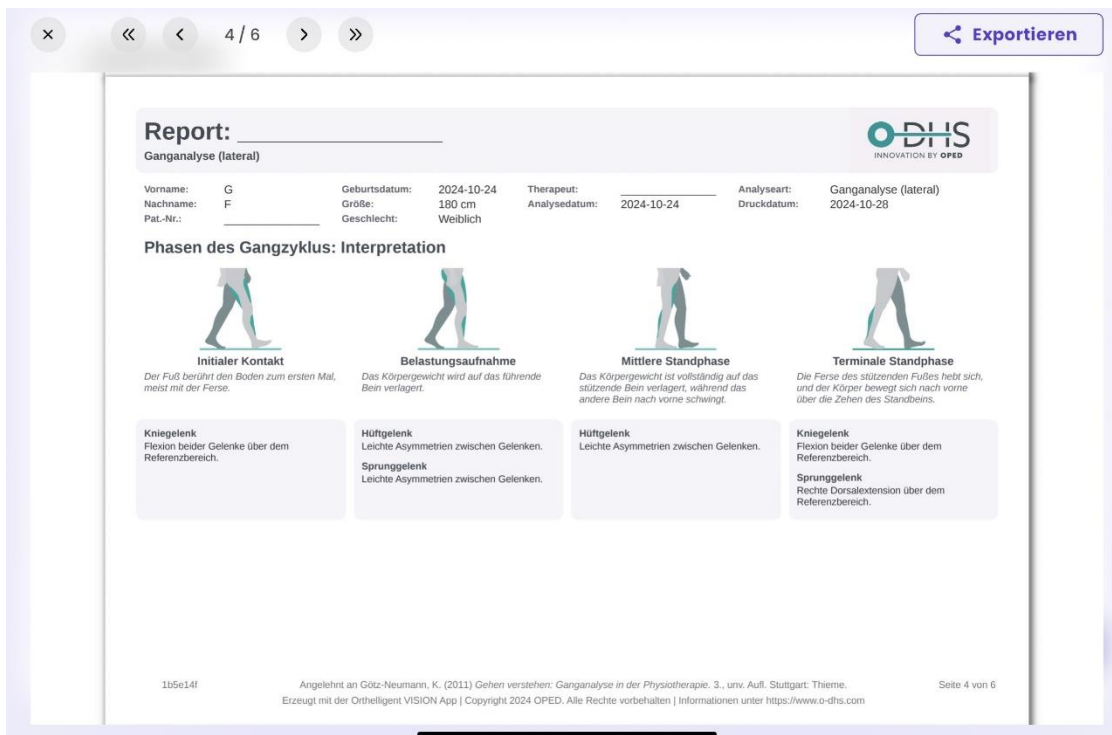 4 / 6
Exportieren
Report: ____________________
Ganganalyse (lateral)
O-DHS
INNOVATION BY OPED
Vorname: G
Nachname: F
Pat.-Nr.: ____________
Geburtsdatum: 2024-10-24
Größe: 180 cm
Geschlecht: Weiblich
Therapeut: ____________
Analysedatum: 2024-10-24
Analyseart: Ganganalyse (lateral)
Druckdatum: 2024-10-28
Phasen des Gangzyklus: Interpretation
Initialer Kontakt
Der Fuß berührt den Boden zum ersten Mal,
meist mit der Ferse.
Belastungsaufnahme
Das Körpergewicht wird auf das führende
Bein verlagert.
Mittlere Standphase
Das Körpergewicht ist vollständig auf das
stützende Bein verlagert, während das
andere Bein nach vorne schwingt.
Terminale Standphase
Die Ferse des stützenden Fußes hebt sich,
und der Körper bewegt sich nach vorne
über die Zehen des Standbeins.
Kniegelenk
Flexion beider Gelenke über dem
Referenzbereich.
Hüftgelenk
Leichte Asymmetrien zwischen Gelenken.
Sprunggelenk
Leichte Asymmetrien zwischen Gelenken.
Hüftgelenk
Leichte Asymmetrien zwischen Gelenken.
Kniegelenk
Flexion beider Gelenke über dem
Referenzbereich.
Sprunggelenk
Rechte Dorsalextension über dem
Referenzbereich.
1b5e14f
Angelehnt an Götz-Neumann, K. (2011) Gehen verstehen: Ganganalyse in der Physiotherapie. 3., unv. Aufl. Stuttgart: Thieme.
Erzeugt mit der Orthelligent VISION App | Copyright 2024 OPED. Alle Rechte vorbehalten | Informationen unter https://www.o-dhs.com
Seite 4 von 6